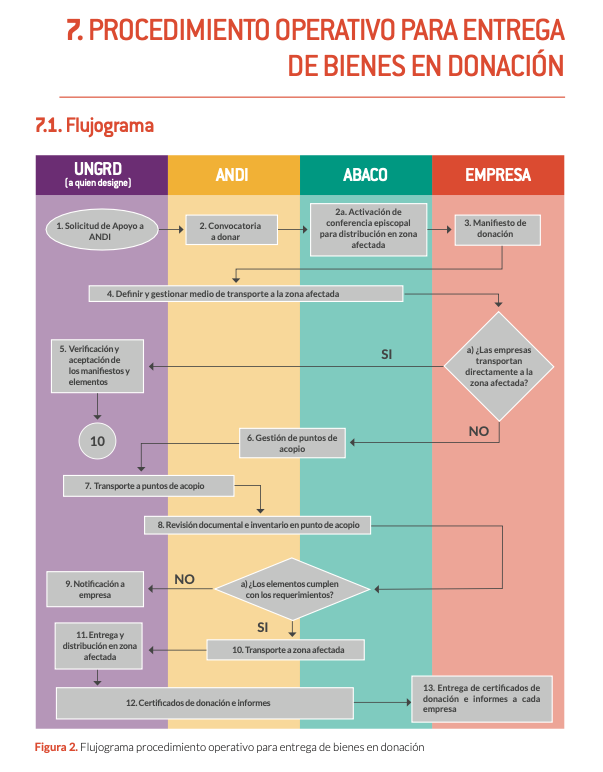 7. PROCEDIMIENTO OPERATIVO PARA ENTREGA
DE BIENES EN DONACIÓN
7.1. Flujograma
UNGRD
(a quien designe)
ANDI
ABACO
EMPRESA
1. Solicitud de Apoyo a
ANDI
2. Convocatoria
a donar
2a. Activación de
conferencia episcopal
para distribución en zona
afectada
3. Manifiesto de
donación
4. Definir y gestionar medio de transporte a la zona afectada
a) ¿Las empresas
transportan
directamente a la
zona afectada?
SI
5. Verificación y
aceptación de
los manifiestos y
elementos
10
NO
6. Gestión de puntos de
acopio
7. Transporte a puntos de acopio
8. Revisión documental e inventario en punto de acopio
a) ¿Los elementos cumplen
con los requerimientos?
NO
9. Notificación a
empresa
SI
10. Transporte a zona afectada
11. Entrega y
distribución en zona
afectada
12. Certificados de donación e informes
13. Entrega de certificados de
donación e informes a cada
empresa
Figura 2. Flujograma procedimiento operativo para entrega de bienes en donación